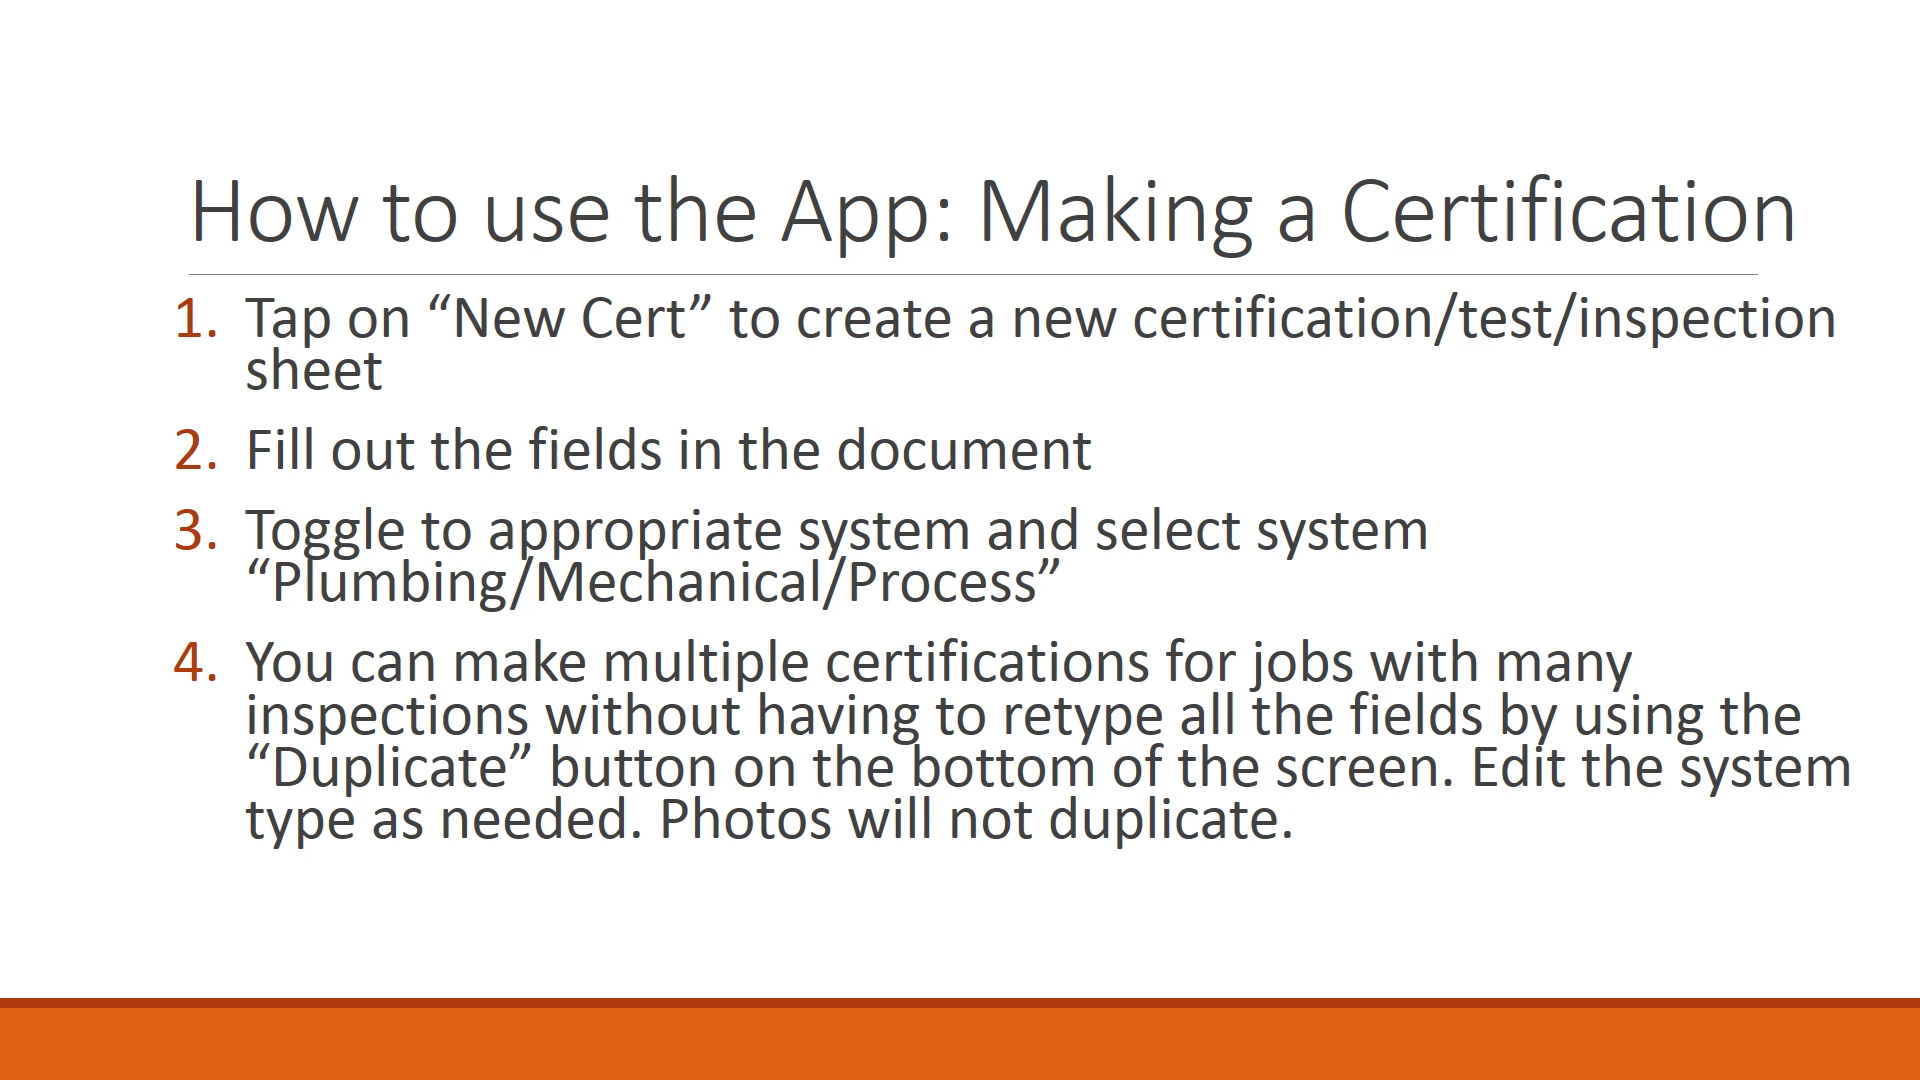 How to use the App: Making a Certification
1. Tap on “New Cert” to create a new certification/test/inspection
sheet
2. Fill out the fields in the document
3. Toggle to appropriate system and select system
“Plumbing/Mechanical/Process”
4. You can make multiple certifications for jobs with many
inspections without having to retype all the fields by using the
“Duplicate” button on the bottom of the screen. Edit the system
type as needed. Photos will not duplicate.